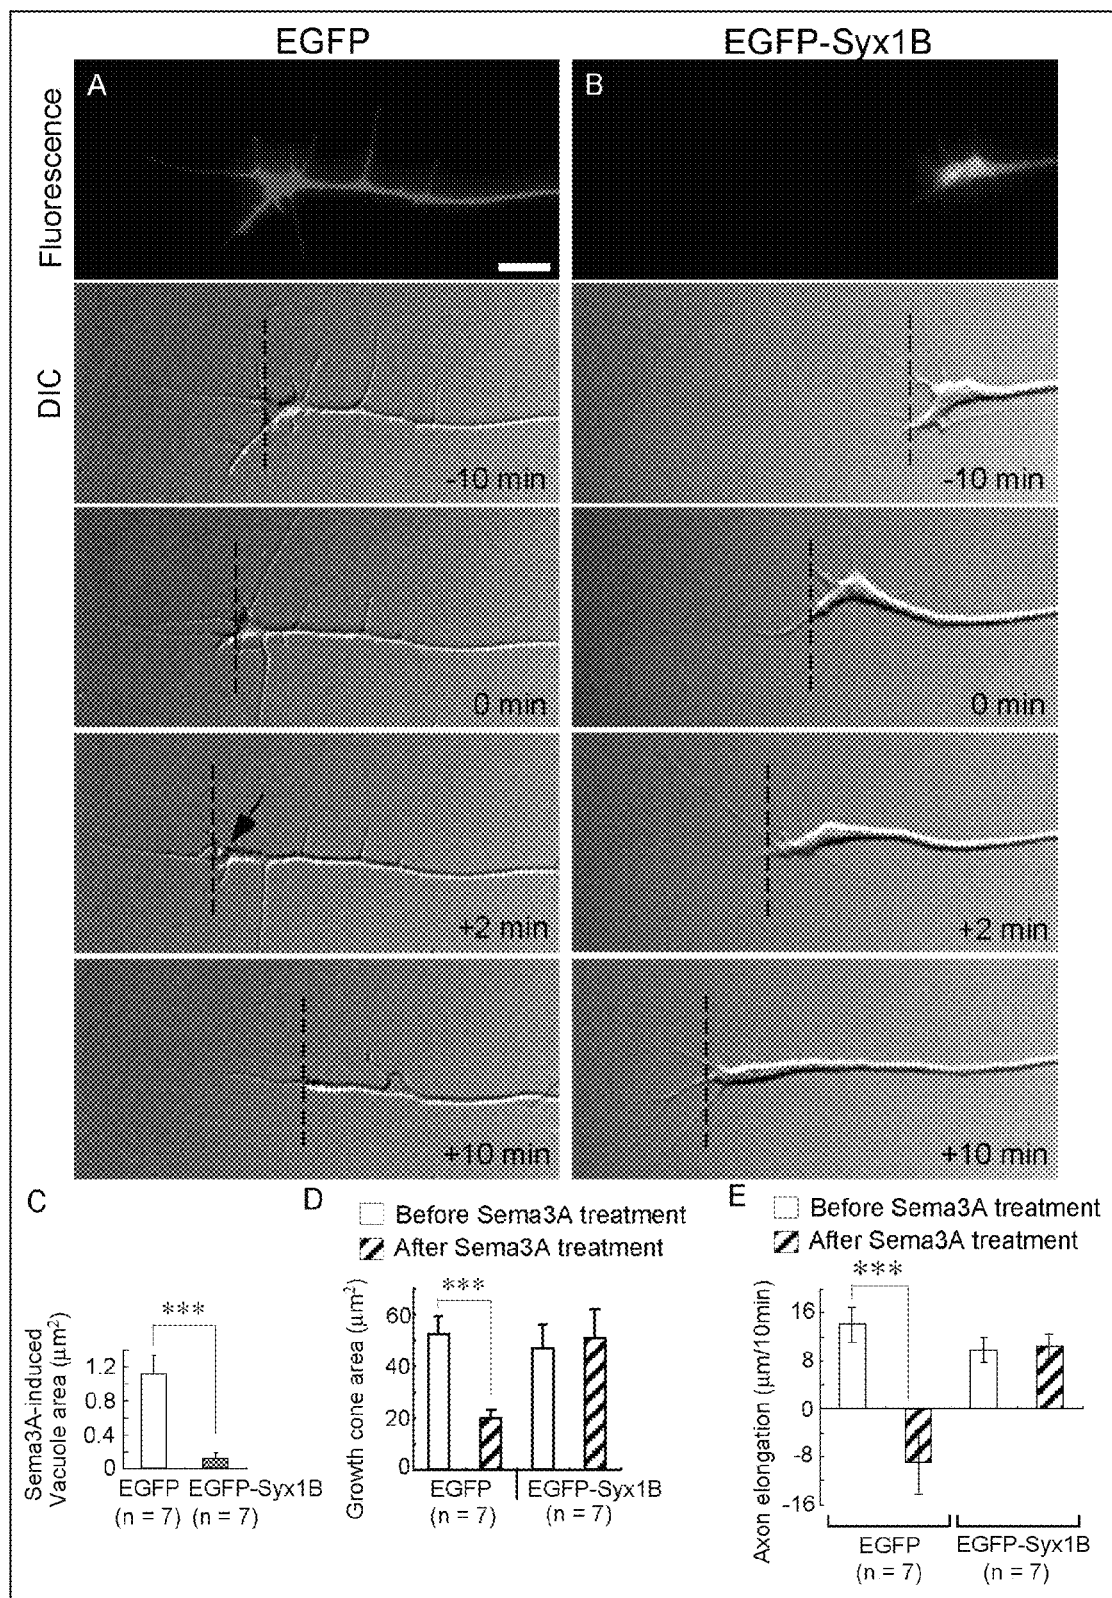 EGFP
EGFP-Syx1B
Fluorescence
A
B
DIC
-10 min
-10 min
0 min
0 min
+2 min
+2 min
+10 min
+10 min
C
Sema3A-induced
Vacuole area (μm²)
1.2
0.8
0.4
0
***
EGFP
EGFP-Syx1B
(n = 7)
(n = 7)
D
Before Sema3A treatment
After Sema3A treatment
Growth cone area (μm²)
60
40
20
0
***
EGFP
EGFP-Syx1B
(n = 7)
(n = 7)
E
Before Sema3A treatment
After Sema3A treatment
Axon elongation (μm/10min)
16
8
0
-8
-16
***
EGFP
EGFP-Syx1B
(n = 7)
(n = 7)